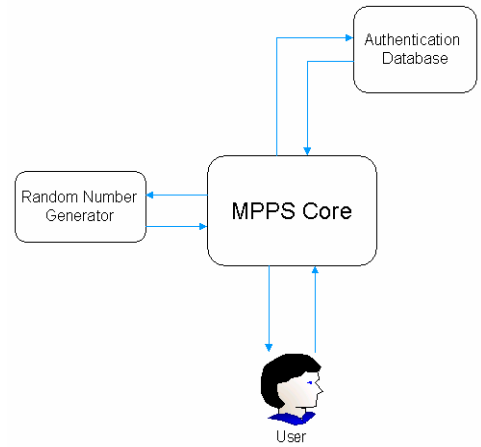 Authentication
Database
Random Number
Generator
MPPS Core
User